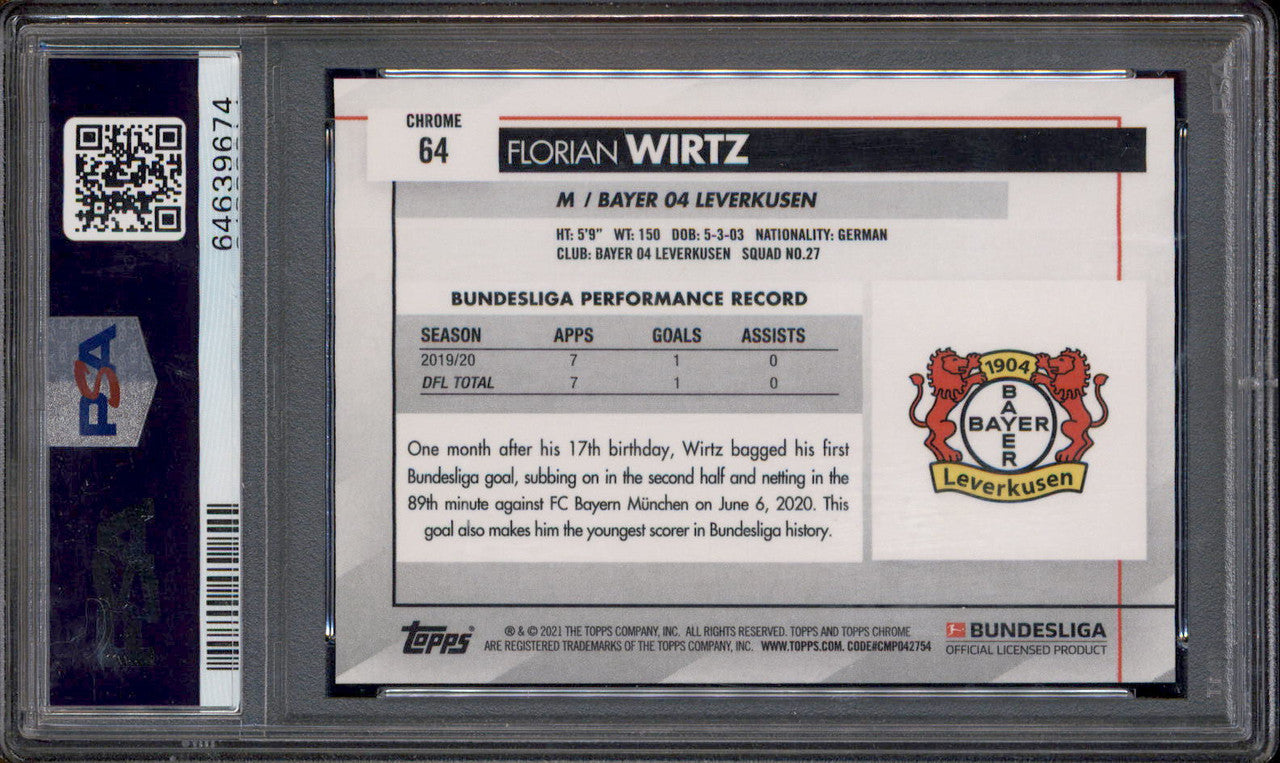 64639674
PSA
CHROME
64
FLORIAN WIRTZ
M / BAYER 04 LEVERKUSEN
HT: 5'9" WT: 150 DOB: 5-3-03 NATIONALITY: GERMAN
CLUB: BAYER 04 LEVERKUSEN SQUAD NO.27
BUNDESLIGA PERFORMANCE RECORD
SEASON APPS GOALS ASSISTS
2019/20 7 1 0
DFL TOTAL 7 1 0
One month after his 17th birthday, Wirtz bagged his first
Bundesliga goal, subbing on in the second half and netting in the
89th minute against FC Bayern München on June 6, 2020. This
goal also makes him the youngest scorer in Bundesliga history.
1904
BAYER
BAYER
Leverkusen
topps
® & © 2021 THE TOPPS COMPANY, INC. ALL RIGHTS RESERVED. TOPPS AND TOPPS CHROME
ARE REGISTERED TRADEMARKS OF THE TOPPS COMPANY, INC. WWW.TOPPS.COM. CODE#CMP042754
BUNDESLIGA
OFFICIAL LICENSED PRODUCT